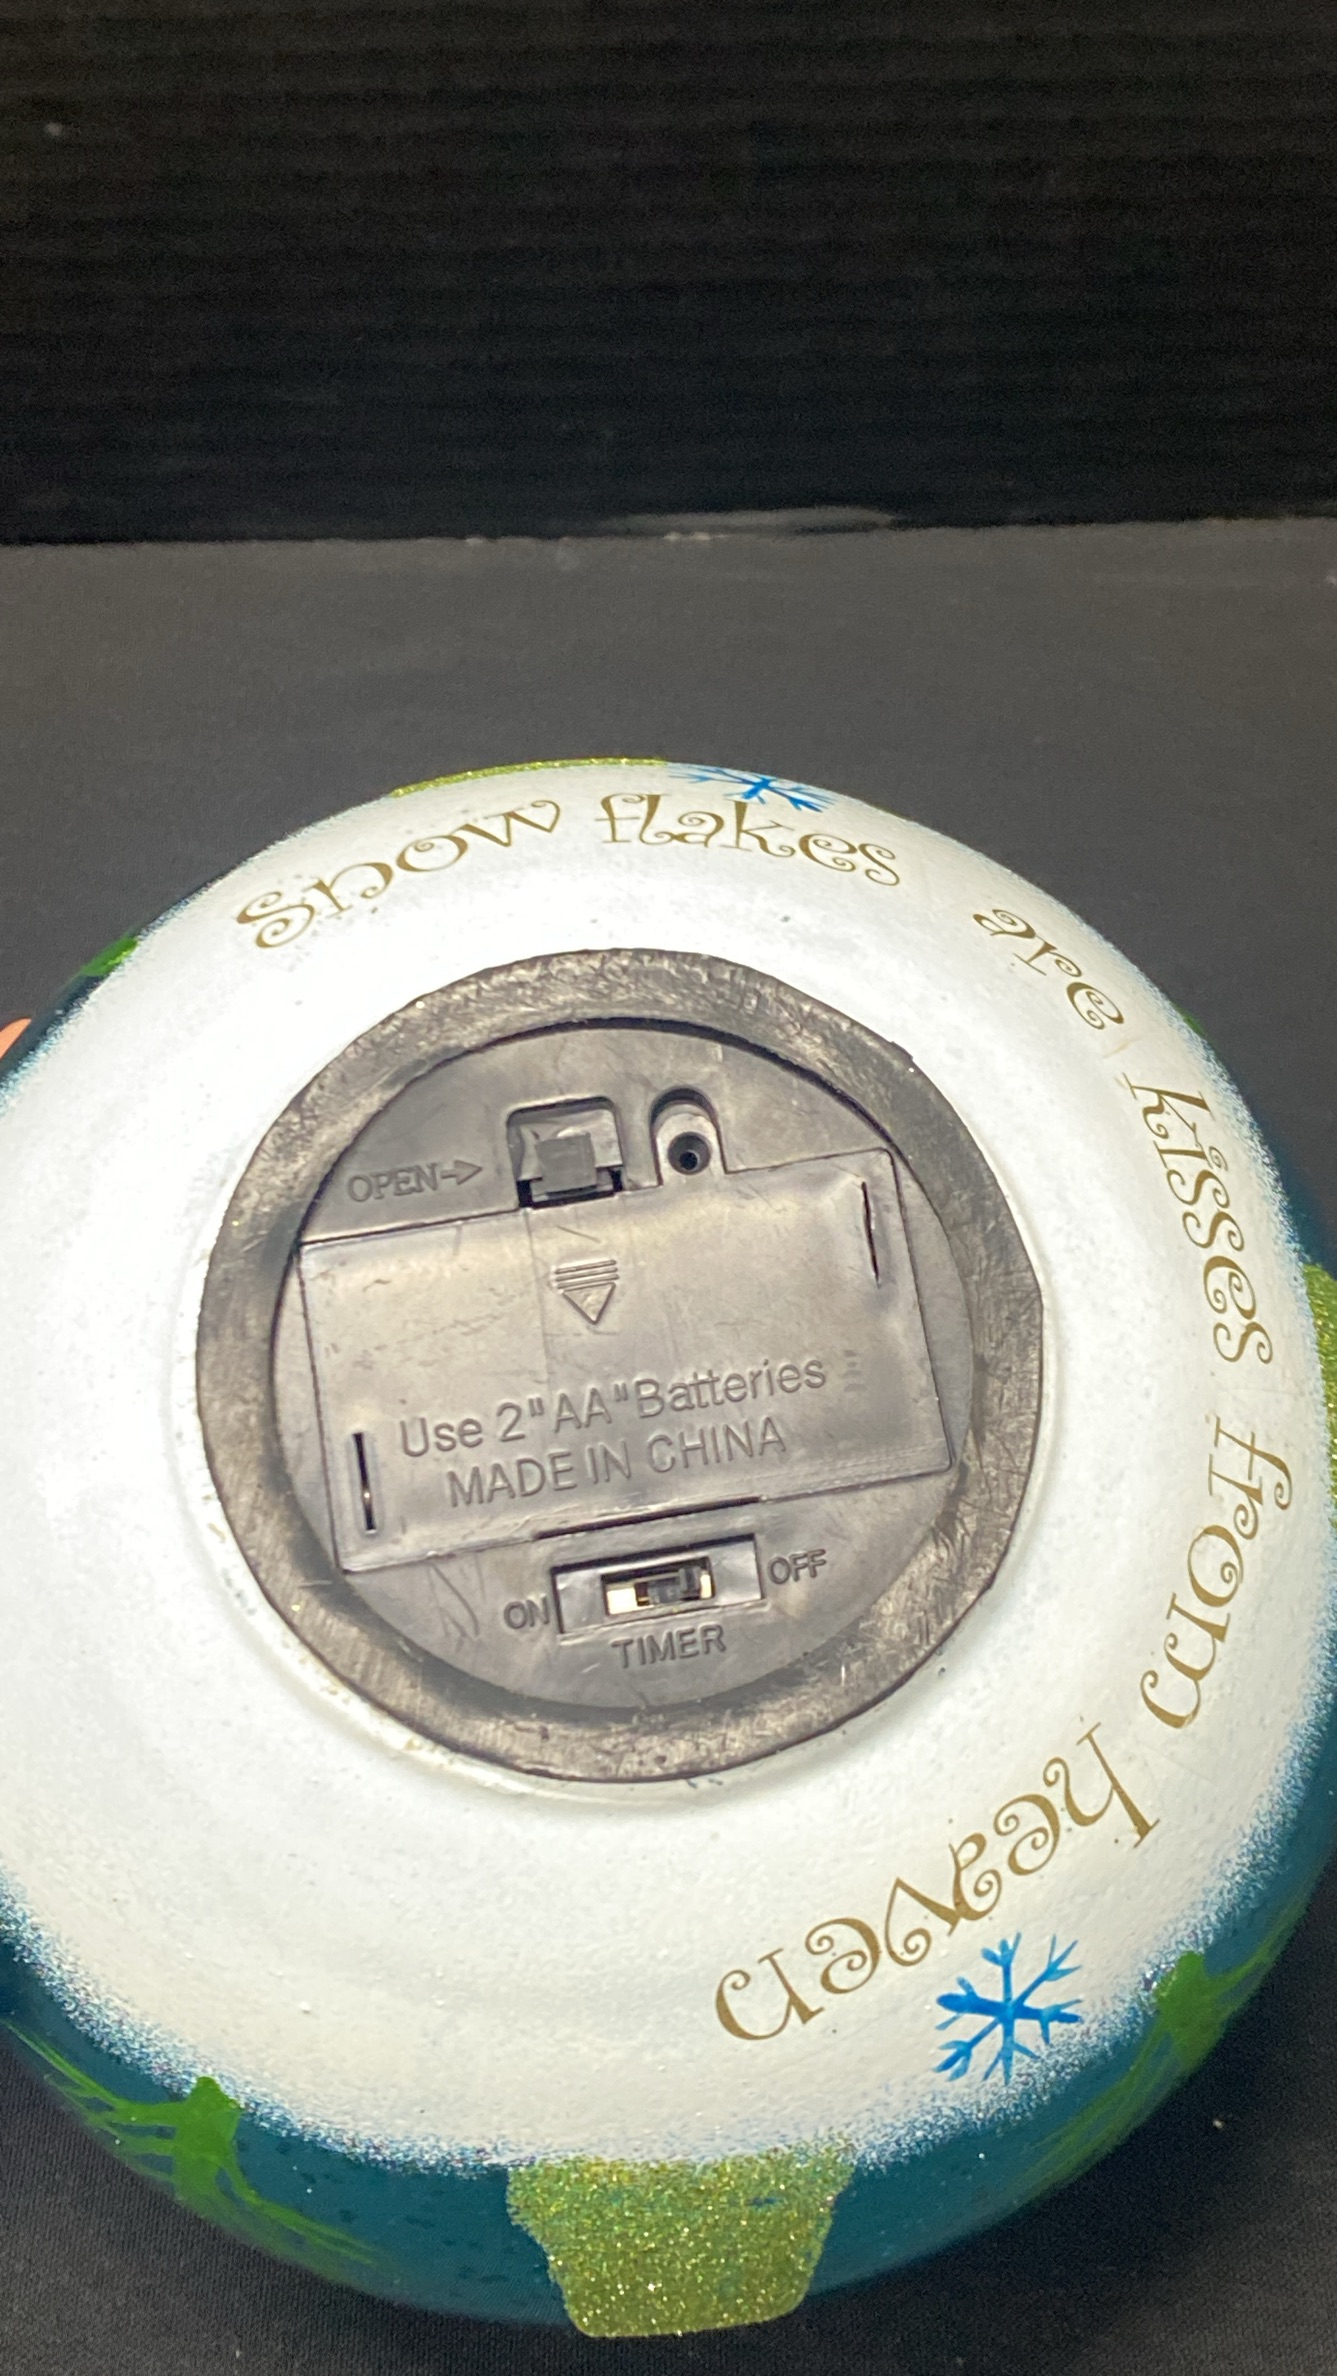 Snow flakes are kisses from heaven
OPEN→
Use 2"AA"Batteries
MADE IN CHINA
ON OFF
TIMER